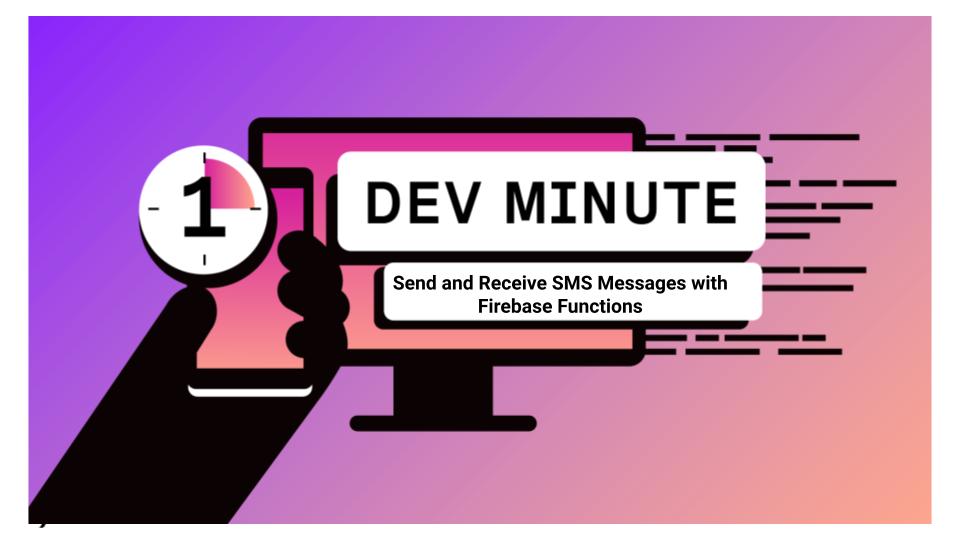 1
DEV MINUTE
Send and Receive SMS Messages with
Firebase Functions